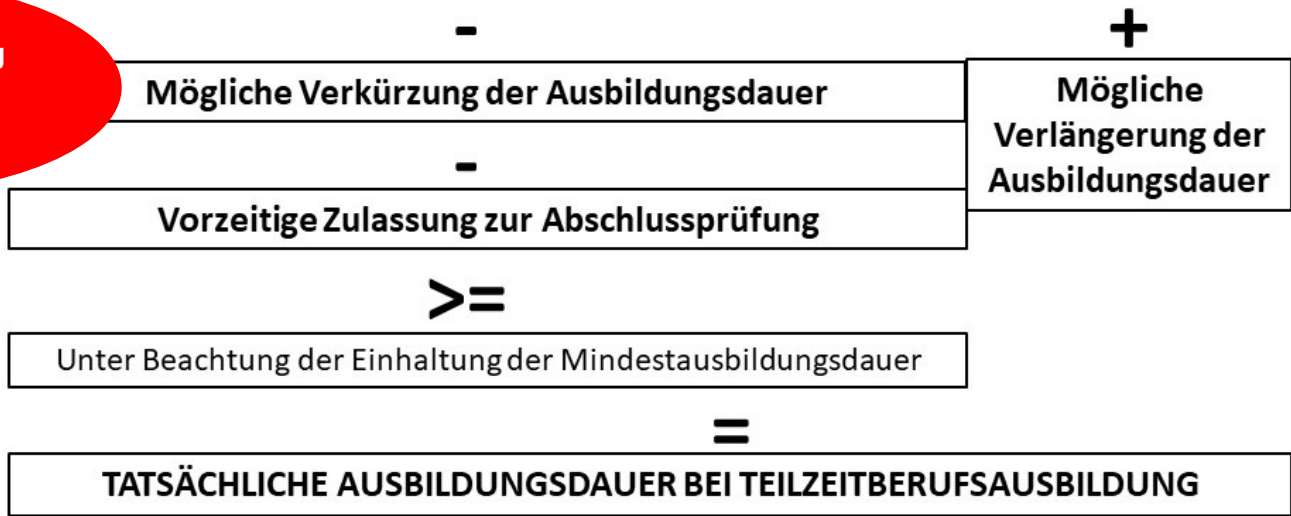 -
Mögliche Verkürzung der Ausbildungsdauer
+
Mögliche
Verlängerung der
Ausbildungsdauer
-
Vorzeitige Zulassung zur Abschlussprüfung
>=
Unter Beachtung der Einhaltung der Mindestausbildungsdauer
=
TATSÄCHLICHE AUSBILDUNGSDAUER BEI TEILZEITBERUFSAUSBILDUNG